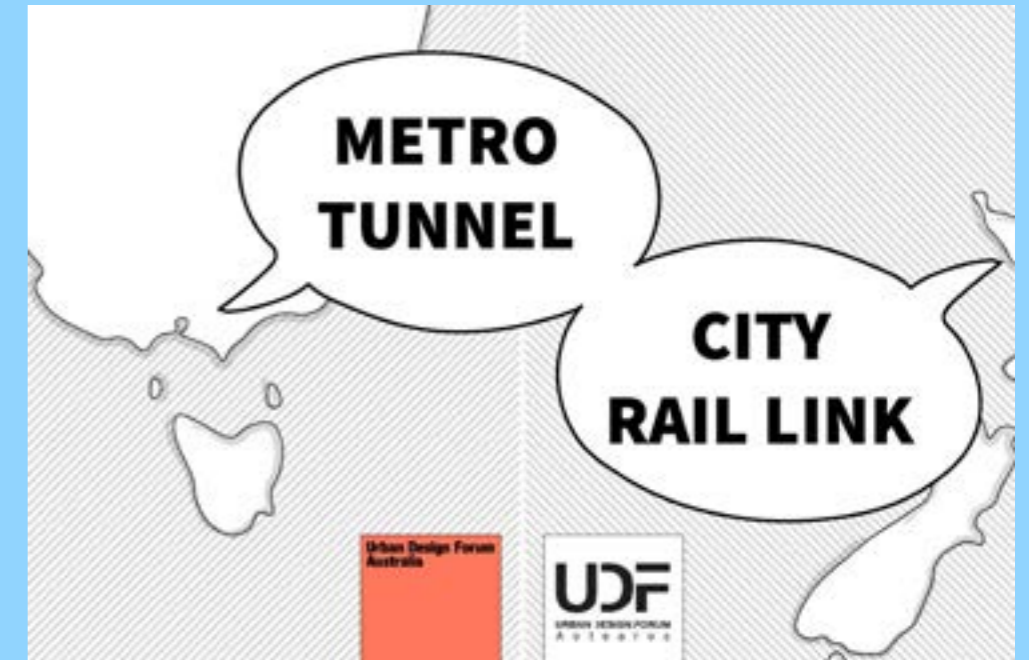 METRO
TUNNEL
CITY
RAIL LINK
Urban Design Forum
Australia
UDF
URBAN DESIGN FORUM
Aotearoa